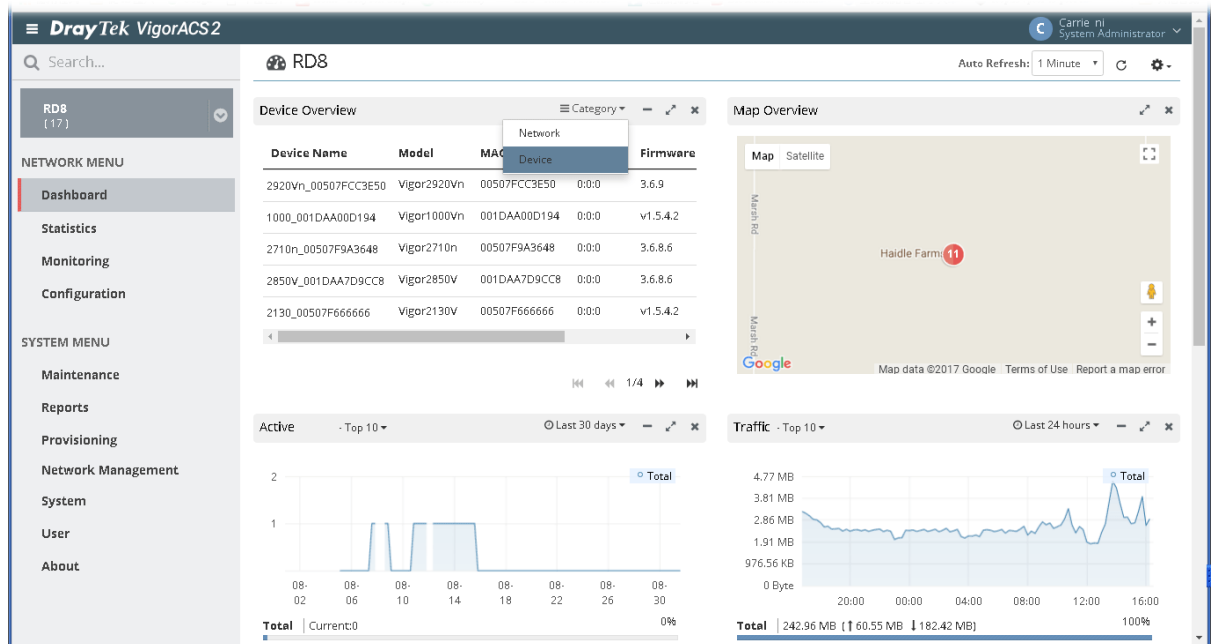 DrayTek VigorACS2
Carrie ni
System Administrator
Search...
RD8
Auto Refresh: 1 Minute
RD8
[17]
NETWORK MENU
Dashboard
Statistics
Monitoring
Configuration
SYSTEM MENU
Maintenance
Reports
Provisioning
Network Management
System
User
About
Device Overview
Category
Network
Device
Device Name Model MAC Firmware
2920Vn_00507FCC3E50 Vigor2920Vn 00507FCC3E50 0:0:0 3.6.9
1000_001DAA00D194 Vigor1000Vn 001DAA00D194 0:0:0 v1.5.4.2
2710n_00507F9A3648 Vigor2710n 00507F9A3648 0:0:0 3.6.8.6
2850V_001DAA7D9CC8 Vigor2850V 001DAA7D9CC8 0:0:0 3.6.8.6
2130_00507F666666 Vigor2130V 00507F666666 0:0:0 v1.5.4.2
1/4
Map Overview
Map Satellite
Marsh Rd
Haidle Farms 11
Marsh Rd
+
−
Google
Map data ©2017 Google Terms of Use Report a map error
Active - Top 10 Last 30 days
Total
2
1
08-02 08-06 08-10 08-14 08-18 08-22 08-26 08-30
Total Current:0 0%
Traffic - Top 10 Last 24 hours
Total
4.77 MB
3.81 MB
2.86 MB
1.91 MB
976.56 KB
0 Byte
20:00 00:00 04:00 08:00 12:00 16:00
Total 242.96 MB [⬆ 60.55 MB ⬇ 182.42 MB] 100%